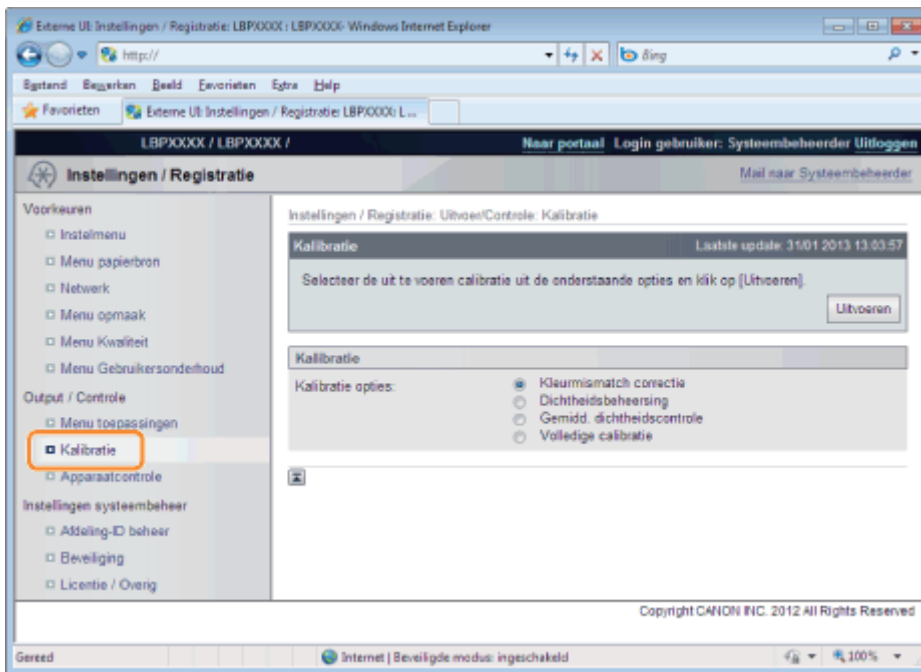 Externe UI: Instellingen / Registratie: LBPXXXX : LBPXXXX- Windows Internet Explorer
http://
Bing
Bestand Bewerken Beeld Favorieten Extra Help
Favorieten
Externe UI: Instellingen / Registratie: LBPXXXX: L...
LBPXXXX / LBPXXXX /
Naar portaal Login gebruiker: Systeembeheerder Uitloggen
Instellingen / Registratie
Mail naar Systeembeheerder
Voorkeuren
Instelmenu
Menu papierbron
Netwerk
Menu opmaak
Menu Kwaliteit
Menu Gebruikersonderhoud
Output / Controle
Menu toepassingen
Kalibratie
Apparaatcontrole
Instellingen systeembeheer
Afdeling-ID beheer
Beveiliging
Licentie / Overig
Instellingen / Registratie: Uitvoer/Controle: Kalibratie
Kalibratie
Laatste update: 31/01 2013 13:03:57
Selecteer de uit te voeren calibratie uit de onderstaande opties en klik op [Uitvoeren].
Uitvoeren
Kalibratie
Kalibratie opties:
Kleurmismatch correctie
Dichtheidsbeheersing
Gemidd. dichtheidscontrole
Volledige calibratie
Copyright CANON INC. 2012 All Rights Reserved
Gereed
Internet | Beveiligde modus: ingeschakeld
100%